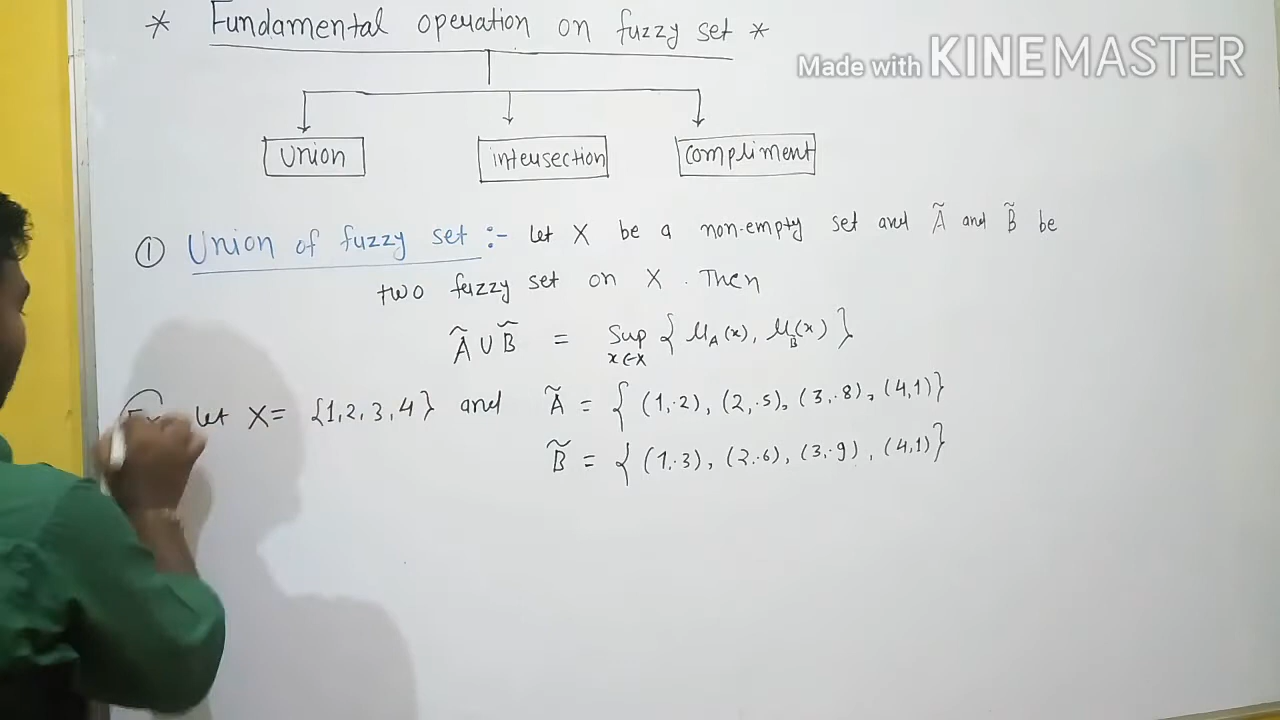 * Fundamental operation on fuzzy set *
Made with KINEMASTER
Union intersection Compliment
① Union of fuzzy set :- Let X be a non-empty set and Ã and B̃ be
two fuzzy set on X. Then
Ã ∪ B̃ = Sup { μ_A(x), μ_B(x) }
x∈X
Let X = {1, 2, 3, 4} and Ã = { (1, .2), (2, .5), (3, .8), (4, 1) }
B̃ = { (1, .3), (2, .6), (3, .9), (4, 1) }